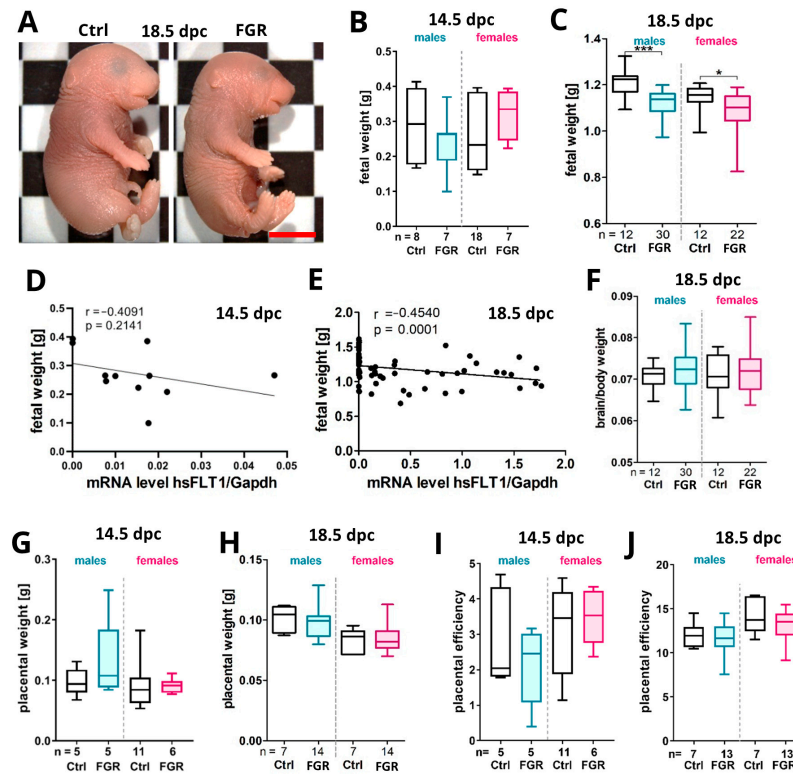 A
Ctrl 18.5 dpc FGR
B
14.5 dpc
males females
fetal weight [g]
0.5
0.4
0.3
0.2
0.1
0.0
n = 8 7 18 7
Ctrl FGR Ctrl FGR
C
18.5 dpc
males females
*** *
fetal weight [g]
1.4
1.2
1.0
0.6
n = 12 30 12 22
Ctrl FGR Ctrl FGR
D
14.5 dpc
r = −0.4091
p = 0.2141
fetal weight [g]
0.5
0.4
0.3
0.2
0.1
0.0
0.00 0.01 0.02 0.03 0.04 0.05
mRNA level hsFLT1/Gapdh
E
18.5 dpc
r = −0.4540
p = 0.0001
fetal weight [g]
2.0
1.5
1.0
0.5
0.0
0.0 0.5 1.0 1.5 2.0
mRNA level hsFLT1/Gapdh
F
18.5 dpc
males females
brain/body weight
0.09
0.08
0.07
0.06
0.05
n = 12 30 12 22
Ctrl FGR Ctrl FGR
G
14.5 dpc
males females
placental weight [g]
0.3
0.2
0.1
0.0
n = 5 5 11 6
Ctrl FGR Ctrl FGR
H
18.5 dpc
males females
placental weight [g]
0.15
0.10
0.05
0.00
n = 7 14 7 14
Ctrl FGR Ctrl FGR
I
14.5 dpc
males females
placental efficiency
5
4
3
2
1
0
n= 5 5 11 6
Ctrl FGR Ctrl FGR
J
18.5 dpc
males females
placental efficiency
20
15
10
5
0
n= 7 13 7 13
Ctrl FGR Ctrl FGR